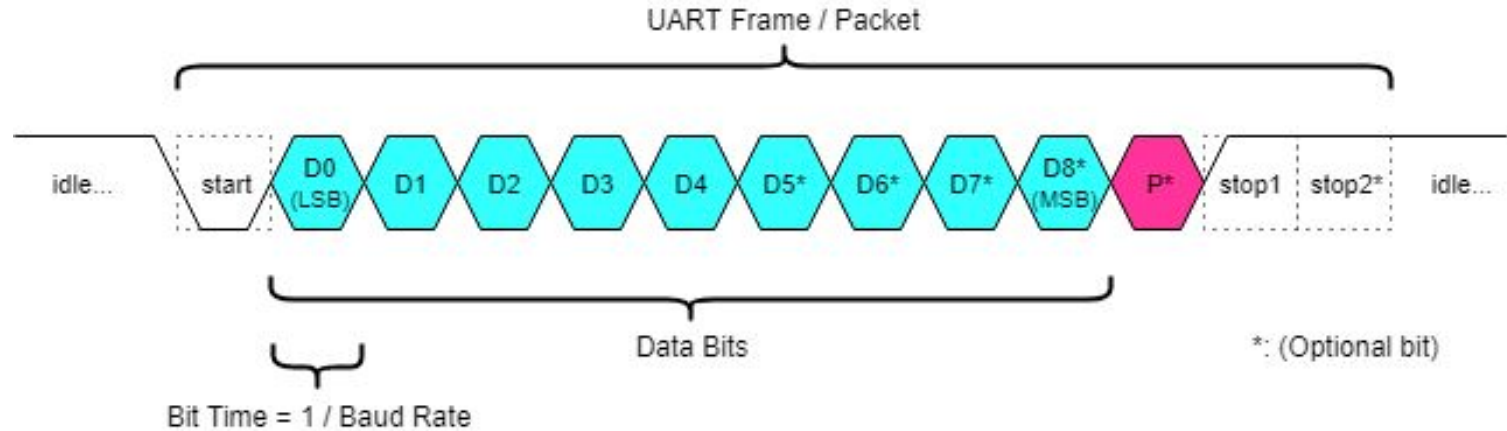 UART Frame / Packet
idle...
start
D0
(LSB)
D1
D2
D3
D4
D5*
D6*
D7*
D8*
(MSB)
P*
stop1
stop2*
idle...
Data Bits
*: (Optional bit)
Bit Time = 1 / Baud Rate